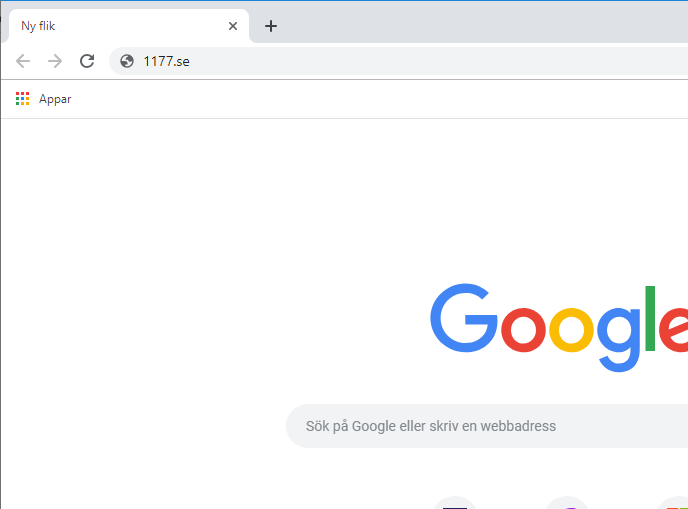 Ny flik
1177.se
Appar
Google
Sök på Google eller skriv en webbadress